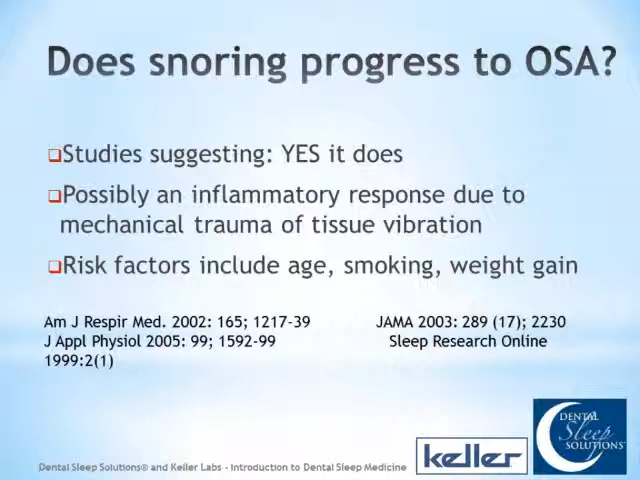 Does snoring progress to OSA?
Studies suggesting: YES it does
Possibly an inflammatory response due to
mechanical trauma of tissue vibration
Risk factors include age, smoking, weight gain
Am J Respir Med. 2002: 165; 1217-39 JAMA 2003: 289 (17); 2230
J Appl Physiol 2005: 99; 1592-99 Sleep Research Online
1999:2(1)
DENTAL
Sleep
SOLUTIONS
keller
Dental Sleep Solutions® and Keller Labs - Introduction to Dental Sleep Medicine